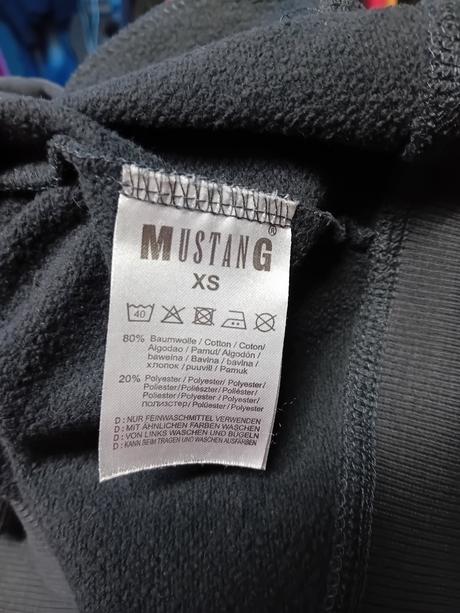 MUSTANG®
XS
40
80% Baumwolle / Cotton / Coton/
Algodao / Pamut/ Algodón /
baweina / Bavlna / bavlna /
хлопок / puuvill / Pamuk
20% Polyester / Polyester / Polyester /
Poliester/ Poliészter / Poliéster /
Poliester / Polyester / Polyester /
полиэстер/ Polüester / Polyester
D : NUR FEINWASCHMITTEL VERWENDEN
D : MIT ÄHNLICHEN FARBEN WASCHEN
D : VON LINKS WASCHEN UND BÜGELN
D : KANN BEIM TRAGEN UND WASCHEN AUSFÄRBEN